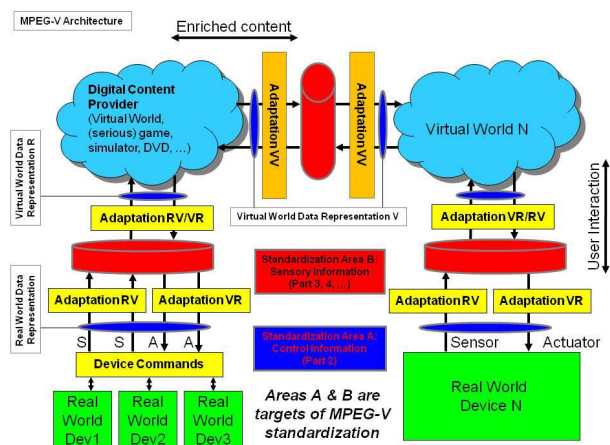 MPEG-V Architecture
Enriched content
Digital Content
Provider
(Virtual World,
(serious) game,
simulator, DVD, ...)
Adaptation VV
Adaptation VV
Virtual World N
Virtual World Data
Representation R
Virtual World Data Representation V
Adaptation RV/VR
Adaptation VR/RV
User Interaction
Standardization Area B:
Sensory Information
(Part 3, 4, ...)
Real World Data
Representation
Adaptation RV
Adaptation VR
Adaptation RV
Adaptation VR
S
S
A
A
Standardization Area A:
Control Information
(Part 2)
Sensor
Actuator
Device Commands
Real
World
Dev1
Real
World
Dev2
Real
World
Dev3
Areas A & B are
targets of MPEG-V
standardization
Real World
Device N